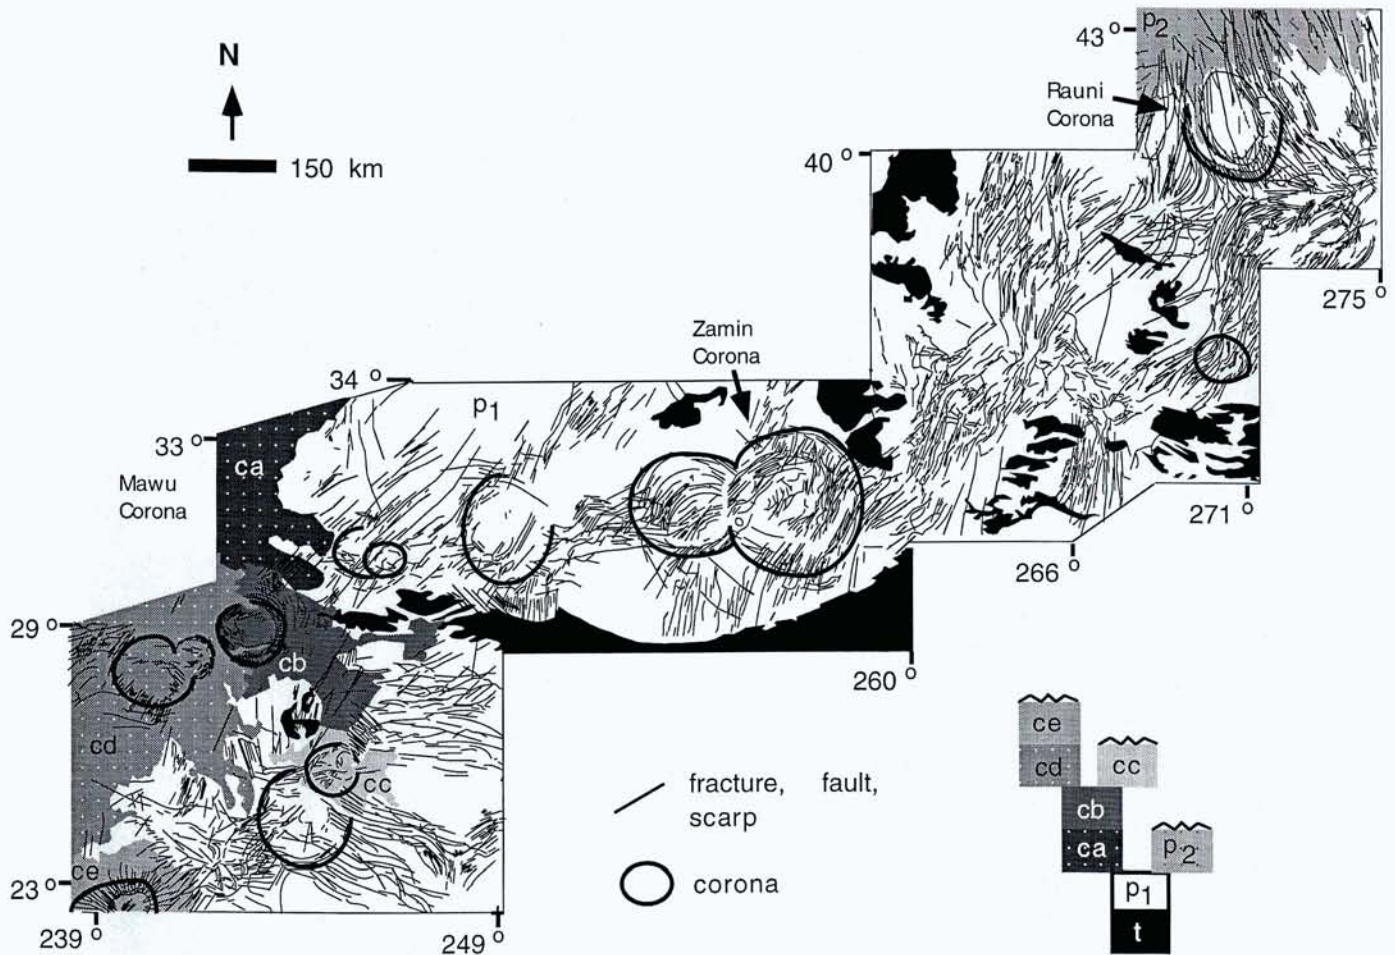 N
150 km
43 °
p2
Rauni
Corona
40 °
275 °
Zamin
Corona
34 °
p1
33 °
ca
Mawu
Corona
271 °
266 °
29 °
cb
260 °
cd
cc
ce
23 °
239 °
249 °
fracture, fault,
scarp
corona
ce
cd
cc
cb
ca
p2
p1
t